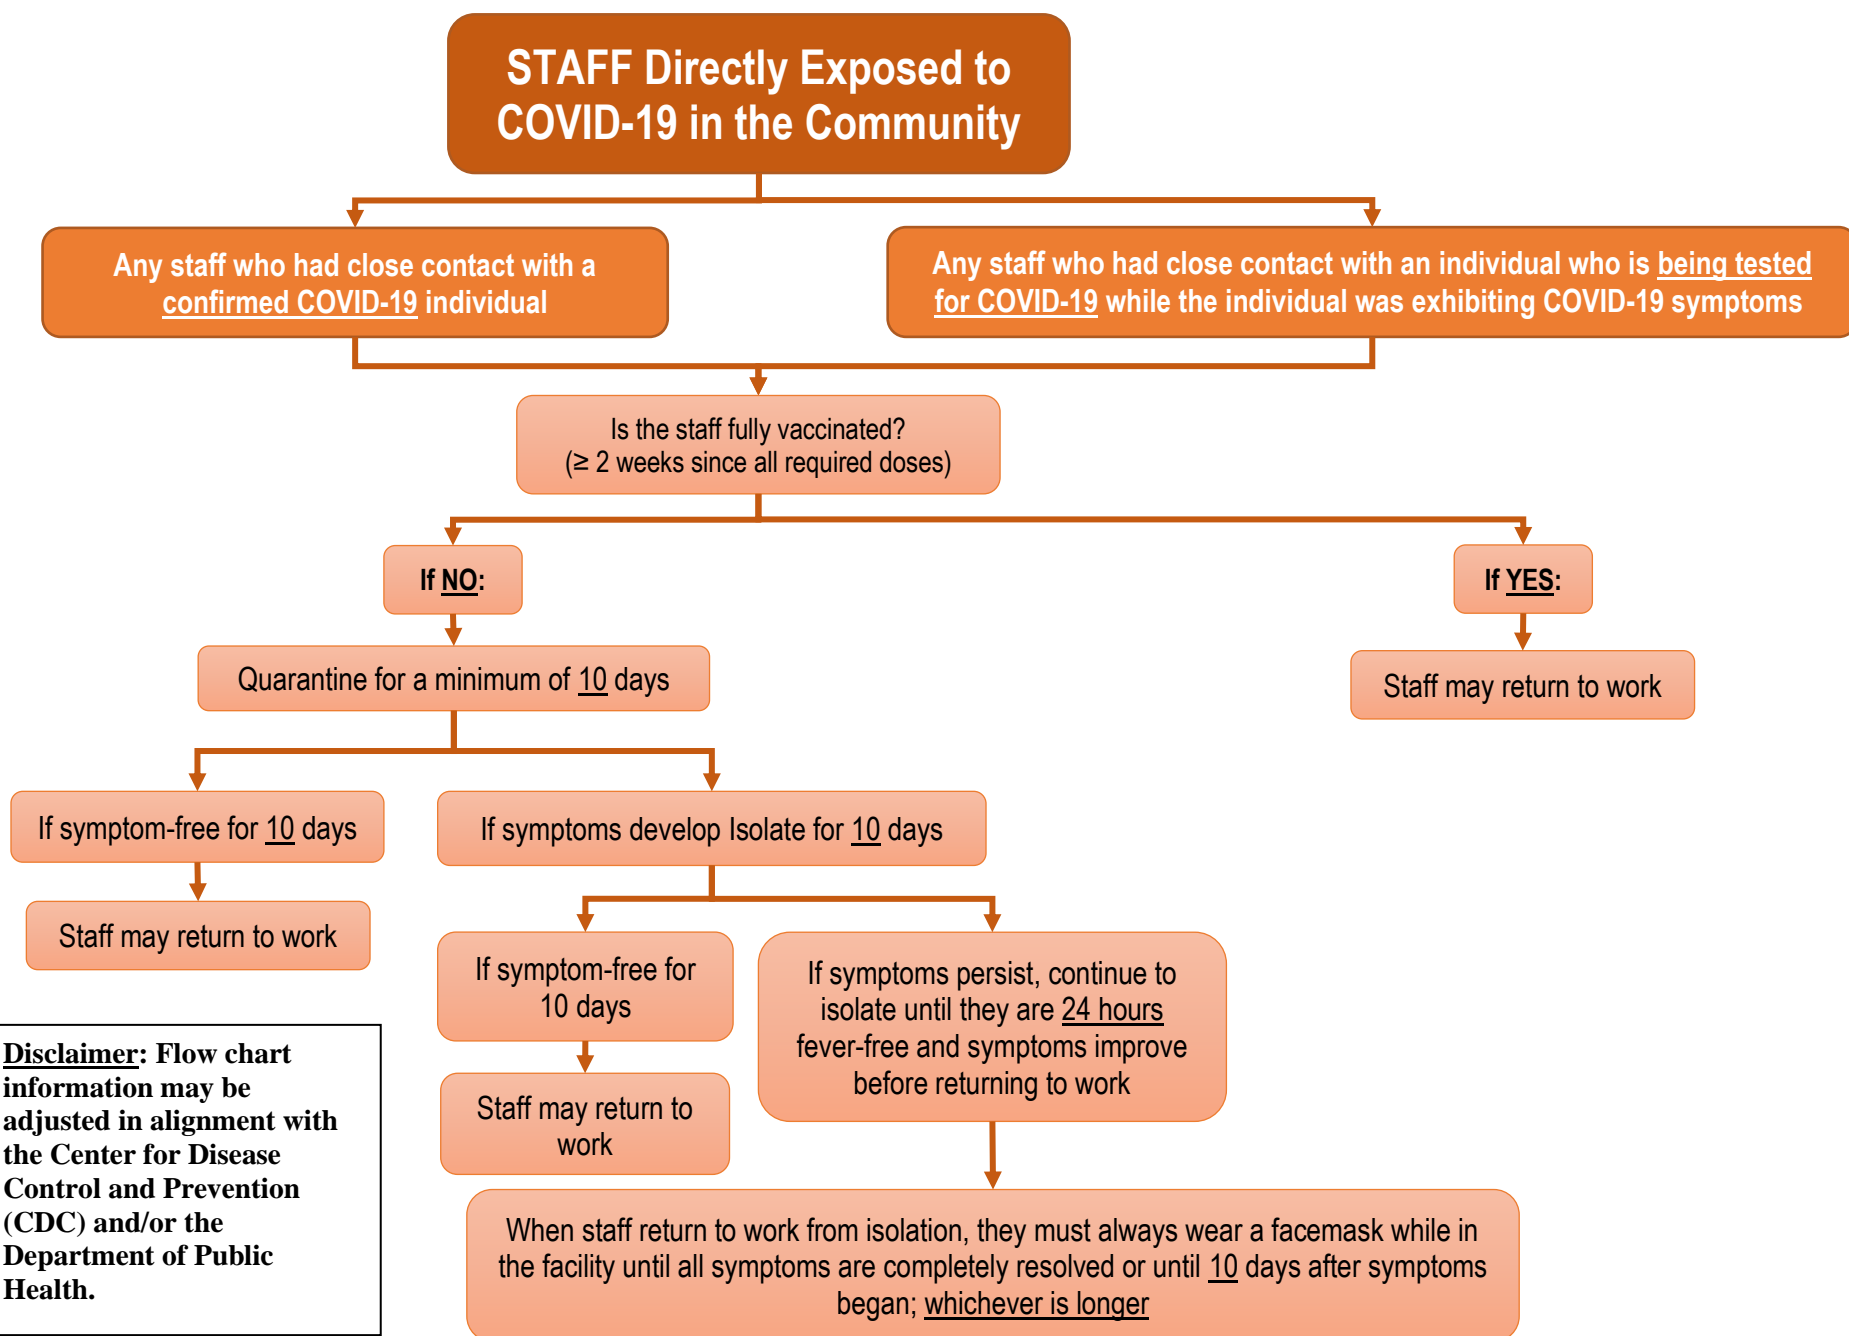 STAFF Directly Exposed to
COVID-19 in the Community
Any staff who had close contact with a
confirmed COVID-19 individual
Any staff who had close contact with an individual who is being tested
for COVID-19 while the individual was exhibiting COVID-19 symptoms
Is the staff fully vaccinated?
(≥ 2 weeks since all required doses)
If NO:
If YES:
Quarantine for a minimum of 10 days
Staff may return to work
If symptom-free for 10 days
If symptoms develop Isolate for 10 days
Staff may return to work
If symptom-free for
10 days
If symptoms persist, continue to
isolate until they are 24 hours
fever-free and symptoms improve
before returning to work
Staff may return to
work
When staff return to work from isolation, they must always wear a facemask while in
the facility until all symptoms are completely resolved or until 10 days after symptoms
began; whichever is longer
Disclaimer: Flow chart
information may be
adjusted in alignment with
the Center for Disease
Control and Prevention
(CDC) and/or the
Department of Public
Health.